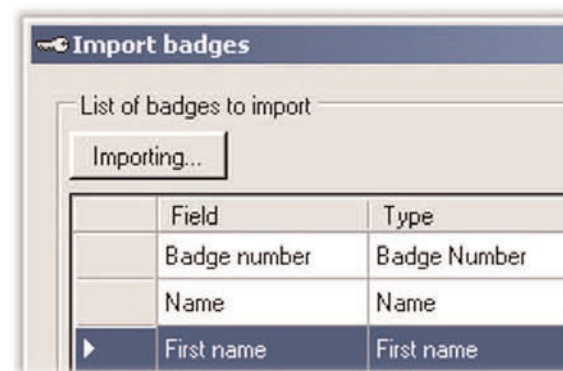 Import badges
List of badges to import
Importing...
Field Type
Badge number Badge Number
Name Name
First name First name